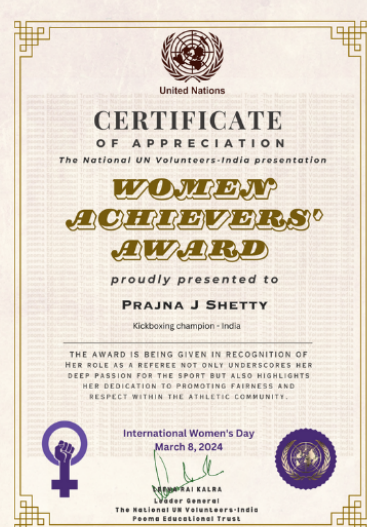 United Nations
CERTIFICATE
OF APPRECIATION
The National UN Volunteers-India presentation
WOMEN
ACHIEVERS'
AWARD
proudly presented to
PRAJNA J SHETTY
Kickboxing champion - India
THE AWARD IS BEING GIVEN IN RECOGNITION OF
HER ROLE AS A REFEREE NOT ONLY UNDERSCORES HER
DEEP PASSION FOR THE SPORT BUT ALSO HIGHLIGHTS
HER DEDICATION TO PROMOTING FAIRNESS AND
RESPECT WITHIN THE ATHLETIC COMMUNITY.
International Women's Day
March 8, 2024
RAI KALRA
Leader General
The National UN Volunteers-India
Poema Educational Trust